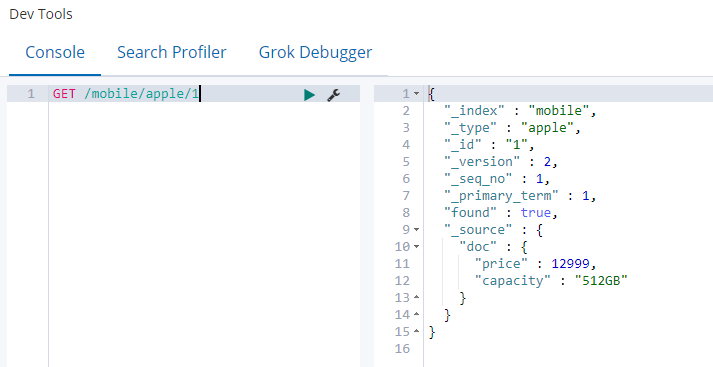 Dev Tools
Console Search Profiler Grok Debugger
1 GET /mobile/apple/1
1 {
2 "_index" : "mobile",
3 "_type" : "apple",
4 "_id" : "1",
5 "_version" : 2,
6 "_seq_no" : 1,
7 "_primary_term" : 1,
8 "found" : true,
9 "_source" : {
10 "doc" : {
11 "price" : 12999,
12 "capacity" : "512GB"
13 }
14 }
15 }
16